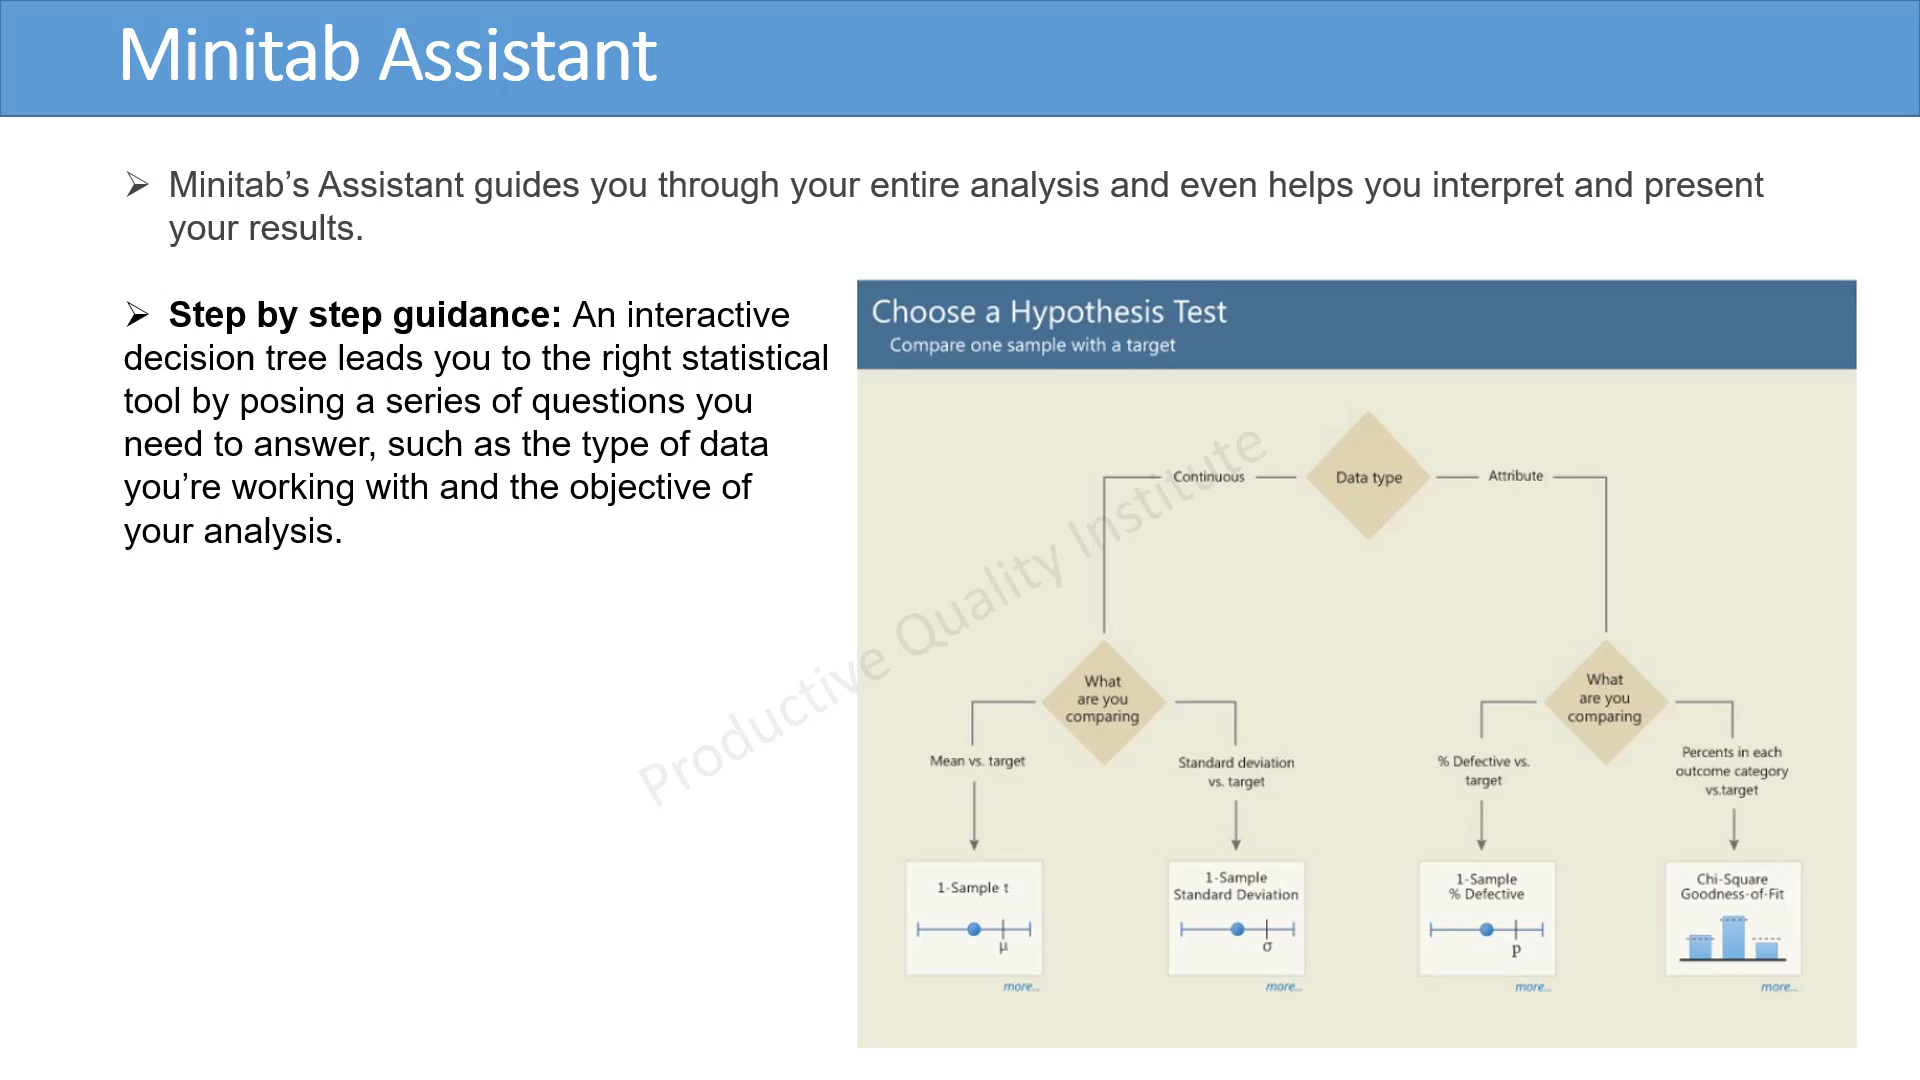 Minitab Assistant
➢ Minitab’s Assistant guides you through your entire analysis and even helps you interpret and present
your results.
➢ Step by step guidance: An interactive
decision tree leads you to the right statistical
tool by posing a series of questions you
need to answer, such as the type of data
you’re working with and the objective of
your analysis.
Choose a Hypothesis Test
Compare one sample with a target
Continuous
Data type
Attribute
What
are you
comparing
What
are you
comparing
Mean vs. target
Standard deviation
vs. target
% Defective vs.
target
Percents in each
outcome category
vs.target
1-Sample t
μ
more...
1-Sample
Standard Deviation
σ
more...
1-Sample
% Defective
p
more...
Chi-Square
Goodness-of-Fit
more...
Productive Quality Institute